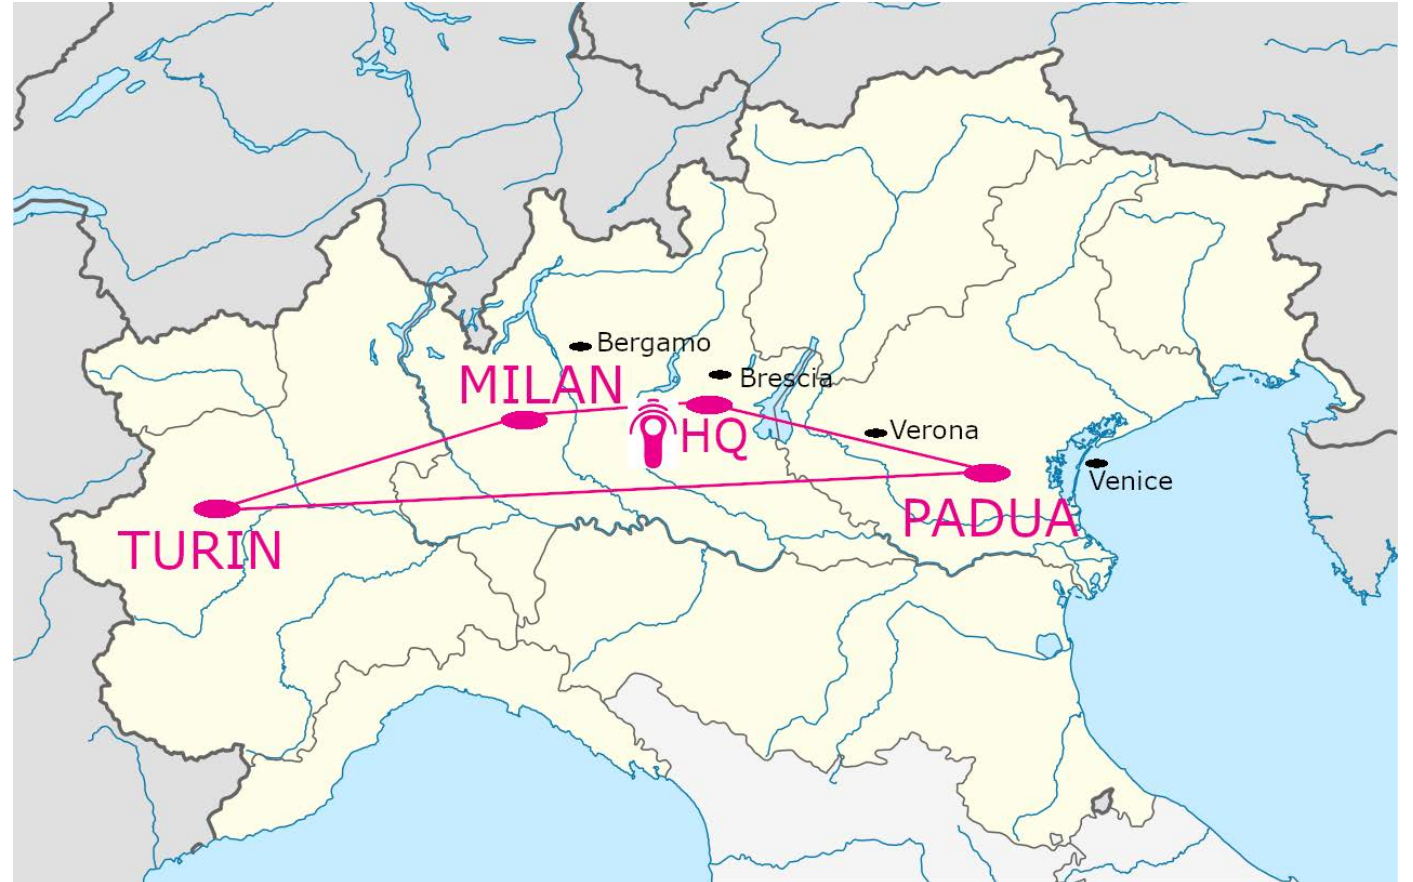 Bergamo
MILAN
Brescia
HQ
Verona
Venice
PADUA
TURIN